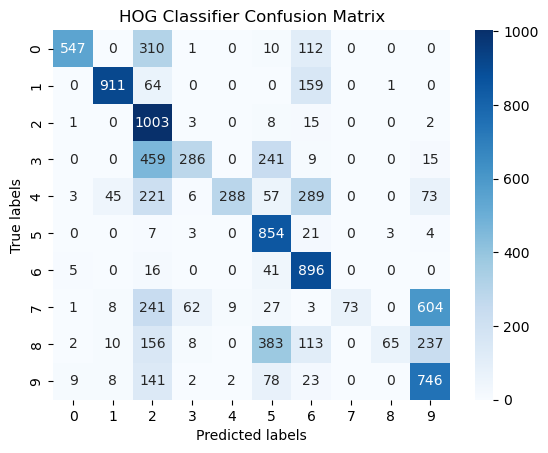 HOG Classifier Confusion Matrix
0 547 0 310 1 0 10 112 0 0 0
1 0 911 64 0 0 0 159 0 1 0
2 1 0 1003 3 0 8 15 0 0 2
3 0 0 459 286 0 241 9 0 0 15
4 3 45 221 6 288 57 289 0 0 73
5 0 0 7 3 0 854 21 0 3 4
6 5 0 16 0 0 41 896 0 0 0
7 1 8 241 62 9 27 3 73 0 604
8 2 10 156 8 0 383 113 0 65 237
9 9 8 141 2 2 78 23 0 0 746
0 1 2 3 4 5 6 7 8 9
Predicted labels
True labels
1000
800
600
400
200
0